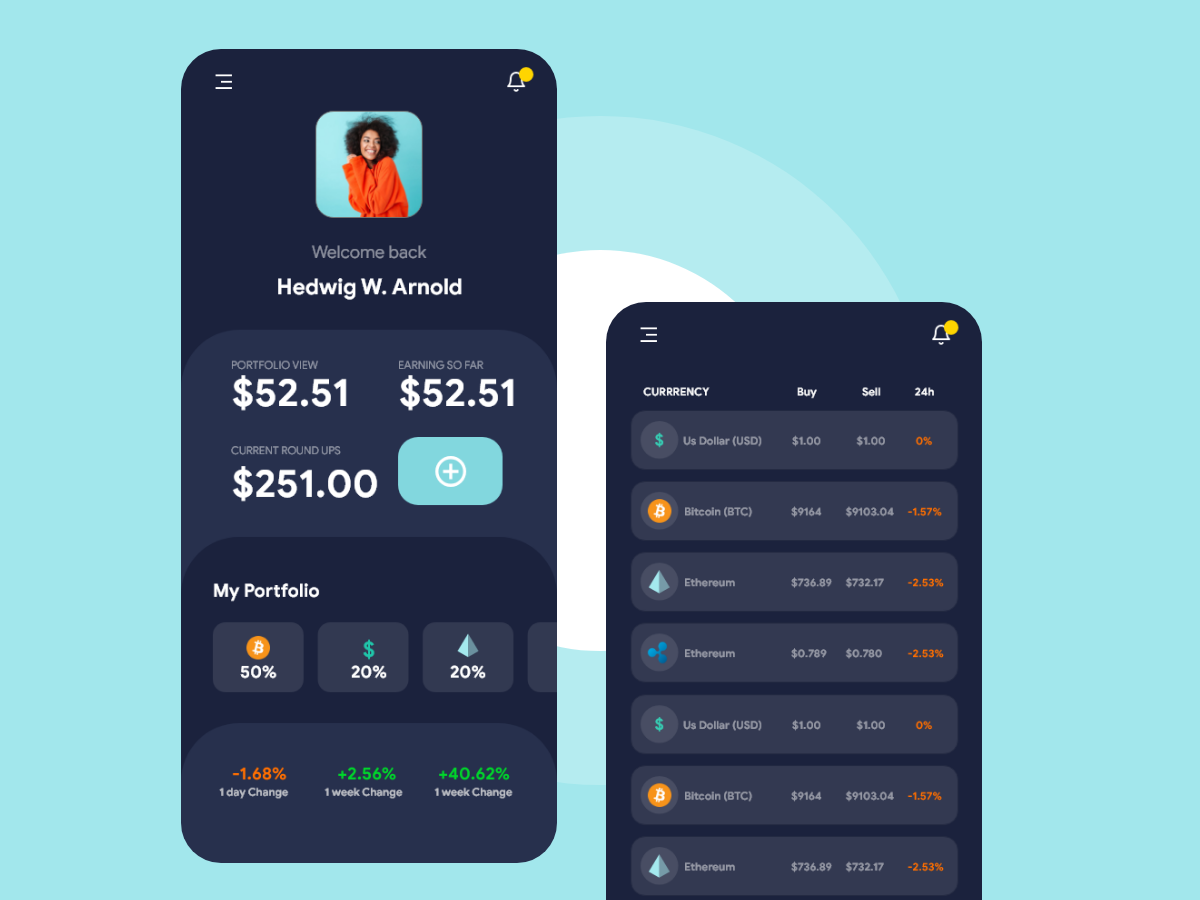 Welcome back
Hedwig W. Arnold
PORTFOLIO VIEW EARNING SO FAR
$52.51 $52.51
CURRENT ROUND UPS
$251.00
My Portfolio
$
50% 20% 20%
-1.68% +2.56% +40.62%
1 day Change 1 week Change 1 week Change
CURRRENCY Buy Sell 24h
$ Us Dollar (USD) $1.00 $1.00 0%
Bitcoin (BTC) $9164 $9103.04 -1.57%
Ethereum $736.89 $732.17 -2.53%
Ethereum $0.789 $0.780 -2.53%
$ Us Dollar (USD) $1.00 $1.00 0%
Bitcoin (BTC) $9164 $9103.04 -1.57%
Ethereum $736.89 $732.17 -2.53%